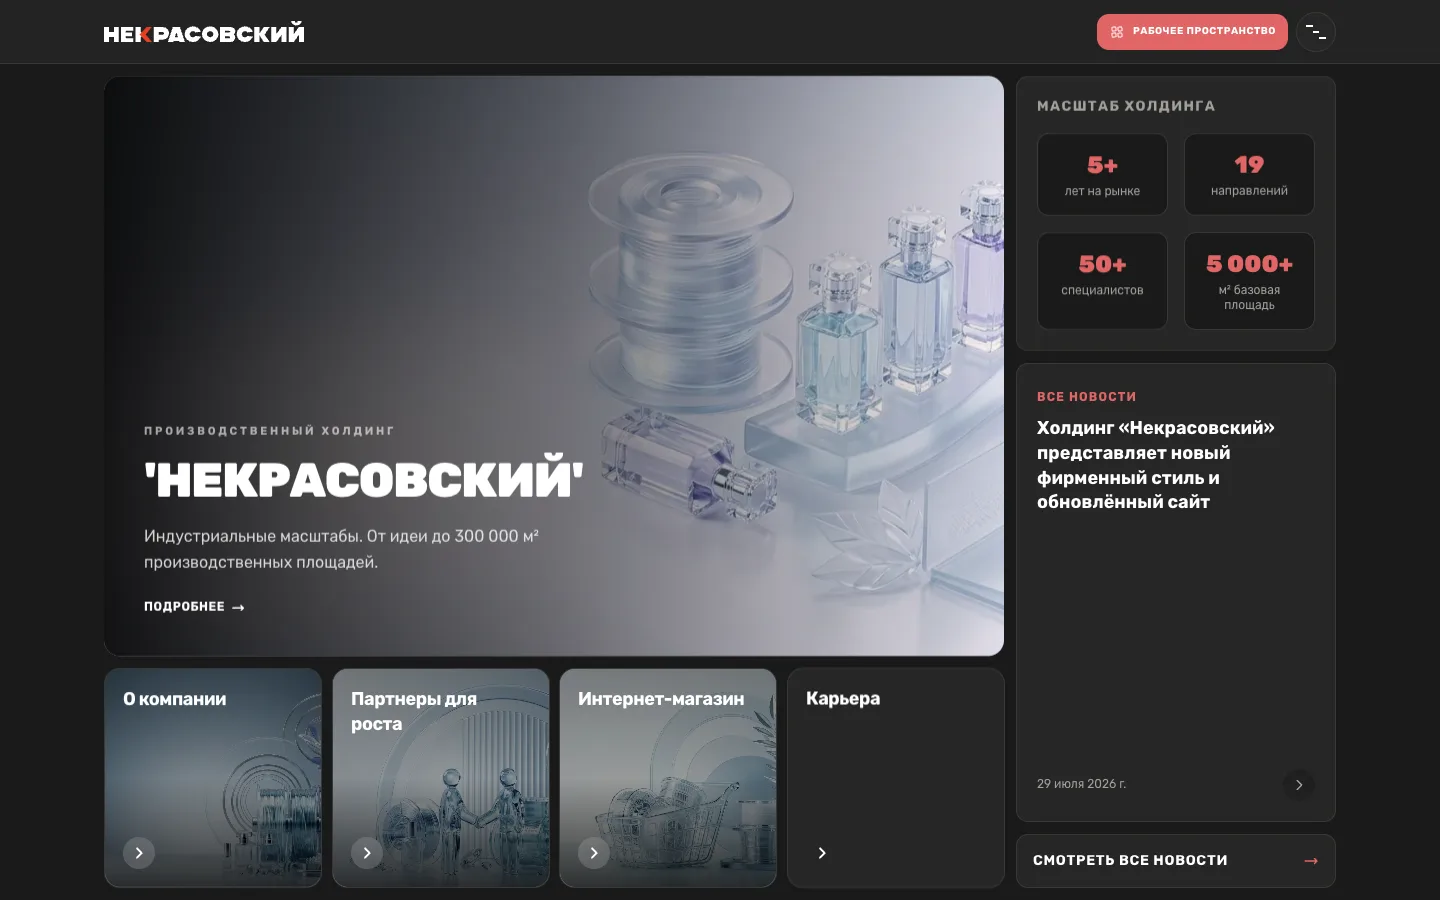 НЕКРАСОВСКИЙ
РАБОЧЕЕ ПРОСТРАНСТВО
ПРОИЗВОДСТВЕННЫЙ ХОЛДИНГ
'НЕКРАСОВСКИЙ'
Индустриальные масштабы. От идеи до 300 000 м²
производственных площадей.
ПОДРОБНЕЕ →
МАСШТАБ ХОЛДИНГА
5+
лет на рынке
19
направлений
50+
специалистов
5 000+
м² базовая
площадь
ВСЕ НОВОСТИ
Холдинг «Некрасовский»
представляет новый
фирменный стиль и
обновлённый сайт
29 июля 2026 г.
СМОТРЕТЬ ВСЕ НОВОСТИ →
О компании
Партнеры для
роста
Интернет-магазин
Карьера